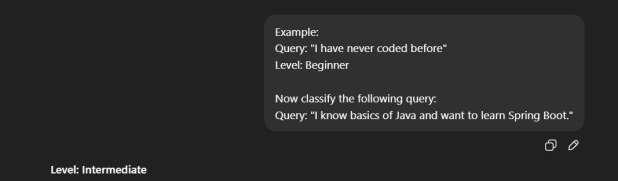 Example:
Query: "I have never coded before"
Level: Beginner
Now classify the following query:
Query: "I know basics of Java and want to learn Spring Boot."
Level: Intermediate